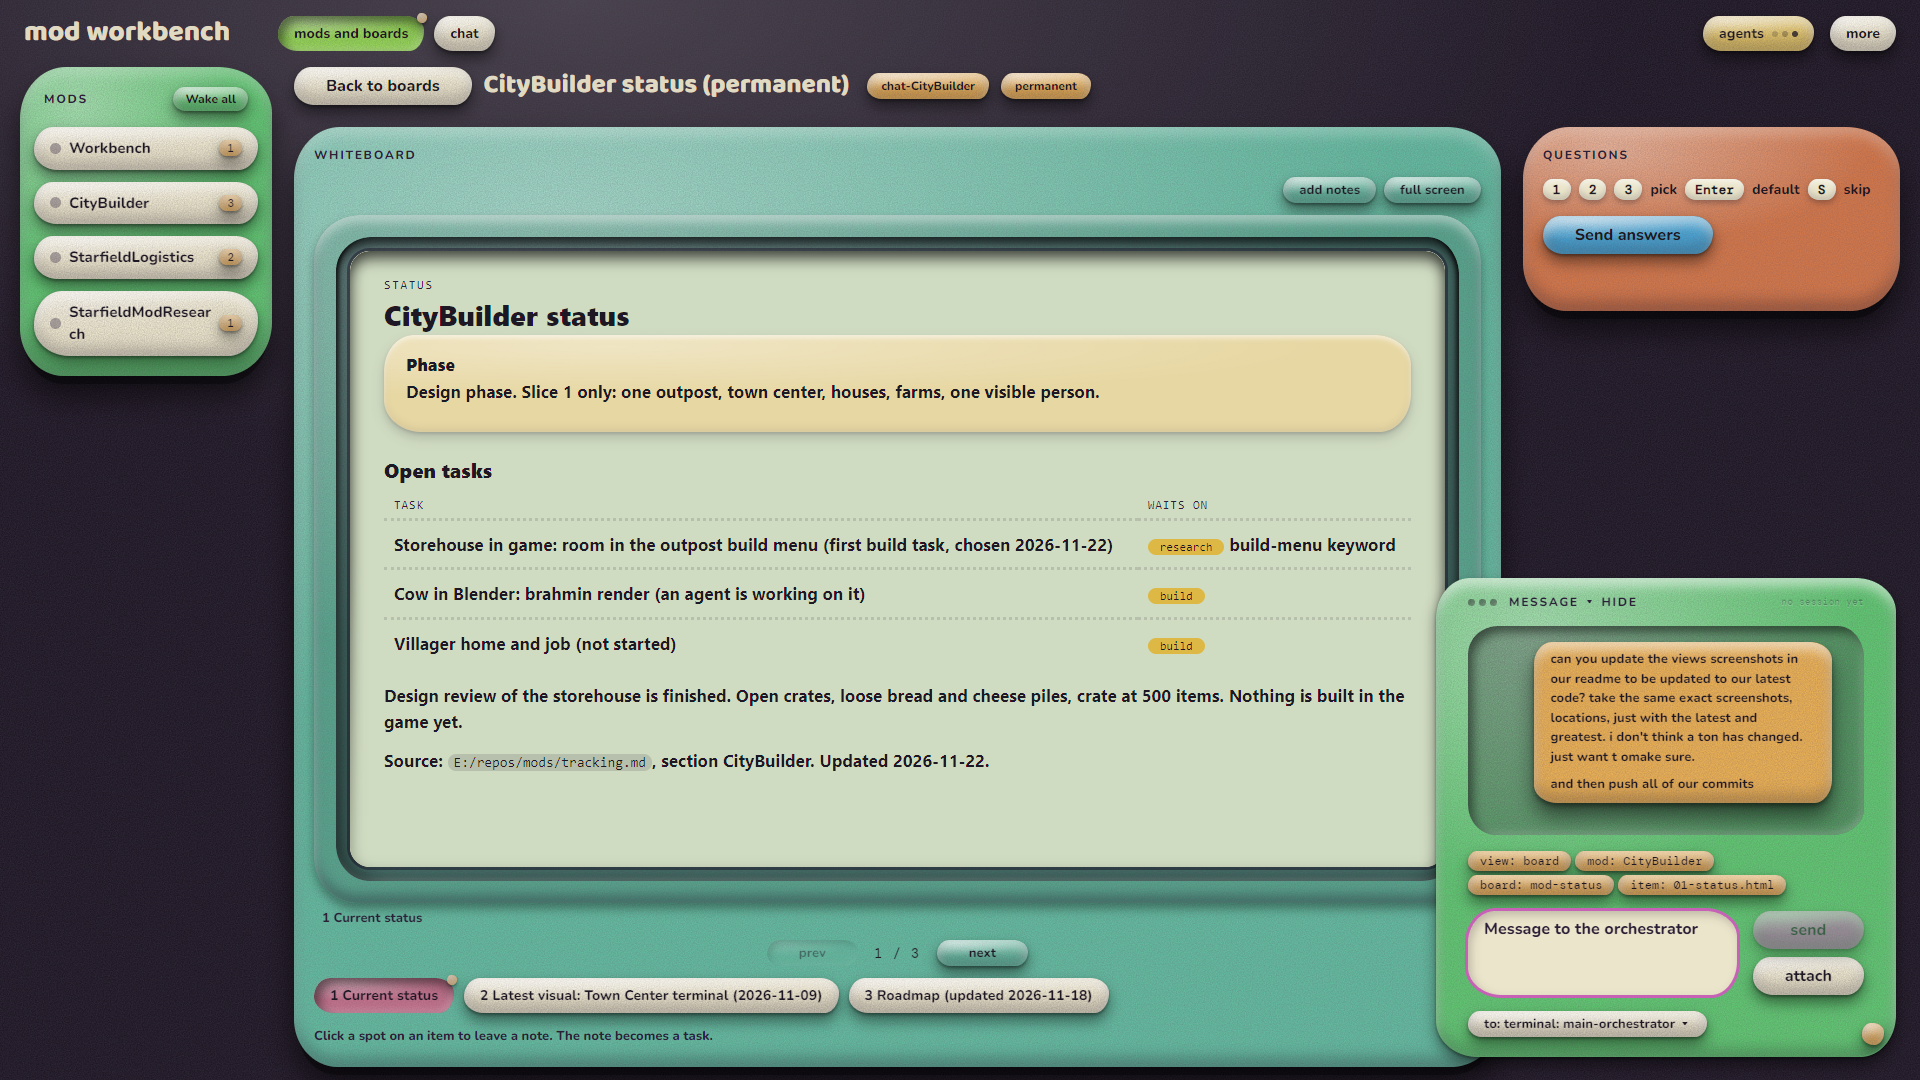 mod workbench
mods and boards
chat
agents
more
MODS
Wake all
Workbench 1
CityBuilder 3
StarfieldLogistics 2
StarfieldModResear
ch 1
Back to boards
CityBuilder status (permanent)
chat-CityBuilder
permanent
WHITEBOARD
add notes
full screen
STATUS
CityBuilder status
Phase
Design phase. Slice 1 only: one outpost, town center, houses, farms, one visible person.
Open tasks
TASK WAITS ON
Storehouse in game: room in the outpost build menu (first build task, chosen 2026-11-22) research build-menu keyword
Cow in Blender: brahmin render (an agent is working on it) build
Villager home and job (not started) build
Design review of the storehouse is finished. Open crates, loose bread and cheese piles, crate at 500 items. Nothing is built in the
game yet.
Source: E:/repos/mods/tracking.md, section CityBuilder. Updated 2026-11-22.
1 Current status
prev 1 / 3 next
1 Current status
2 Latest visual: Town Center terminal (2026-11-09)
3 Roadmap (updated 2026-11-18)
Click a spot on an item to leave a note. The note becomes a task.
QUESTIONS
1 2 3 pick Enter default S skip
Send answers
MESSAGE ▾ HIDE
no session yet
can you update the views screenshots in
our readme to be updated to our latest
code? take the same exact screenshots,
locations, just with the latest and
greatest. i don't think a ton has changed.
just want t omake sure.
and then push all of our commits
view: board
mod: CityBuilder
board: mod-status
item: 01-status.html
Message to the orchestrator
send
attach
to: terminal: main-orchestrator ▾